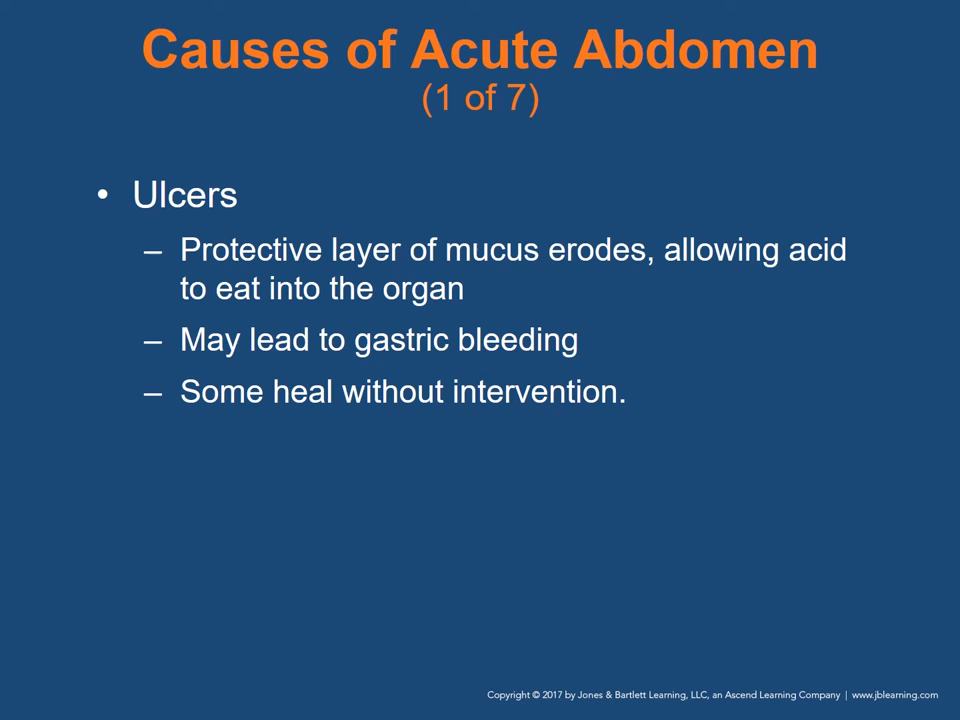 Causes of Acute Abdomen
(1 of 7)
• Ulcers
– Protective layer of mucus erodes, allowing acid
to eat into the organ
– May lead to gastric bleeding
– Some heal without intervention.
Copyright © 2017 by Jones & Bartlett Learning, LLC, an Ascend Learning Company | www.jblearning.com